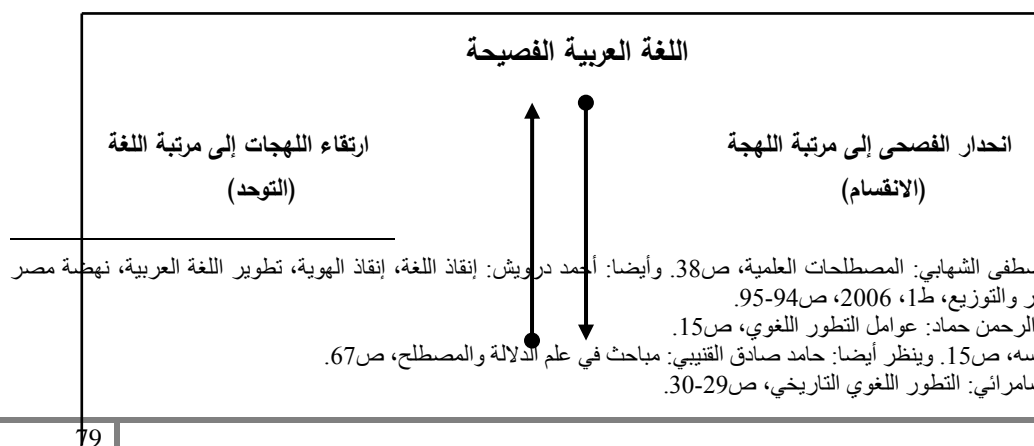 اللغة العربية الفصيحة
انحدار الفصحى إلى مرتبة اللهجة
(الانقسام)
ارتقاء اللهجات إلى مرتبة اللغة
(التوحد)
الشهابي: المصطلحات العلمية، ص38. وأيضا: أحمد درويش: إنقاذ اللغة، إنقاذ الهوية، تطوير اللغة العربية، نهضة مصر
والتوزيع، ط1، 2006، ص94-95.
الرحمن حماد: عوامل التطور اللغوي، ص15.
ص15. وينظر أيضا: حامد صادق القنيبي: مباحث في علم الدلالة والمصطلح، ص67.
التطور اللغوي التاريخي، ص29-30.
79